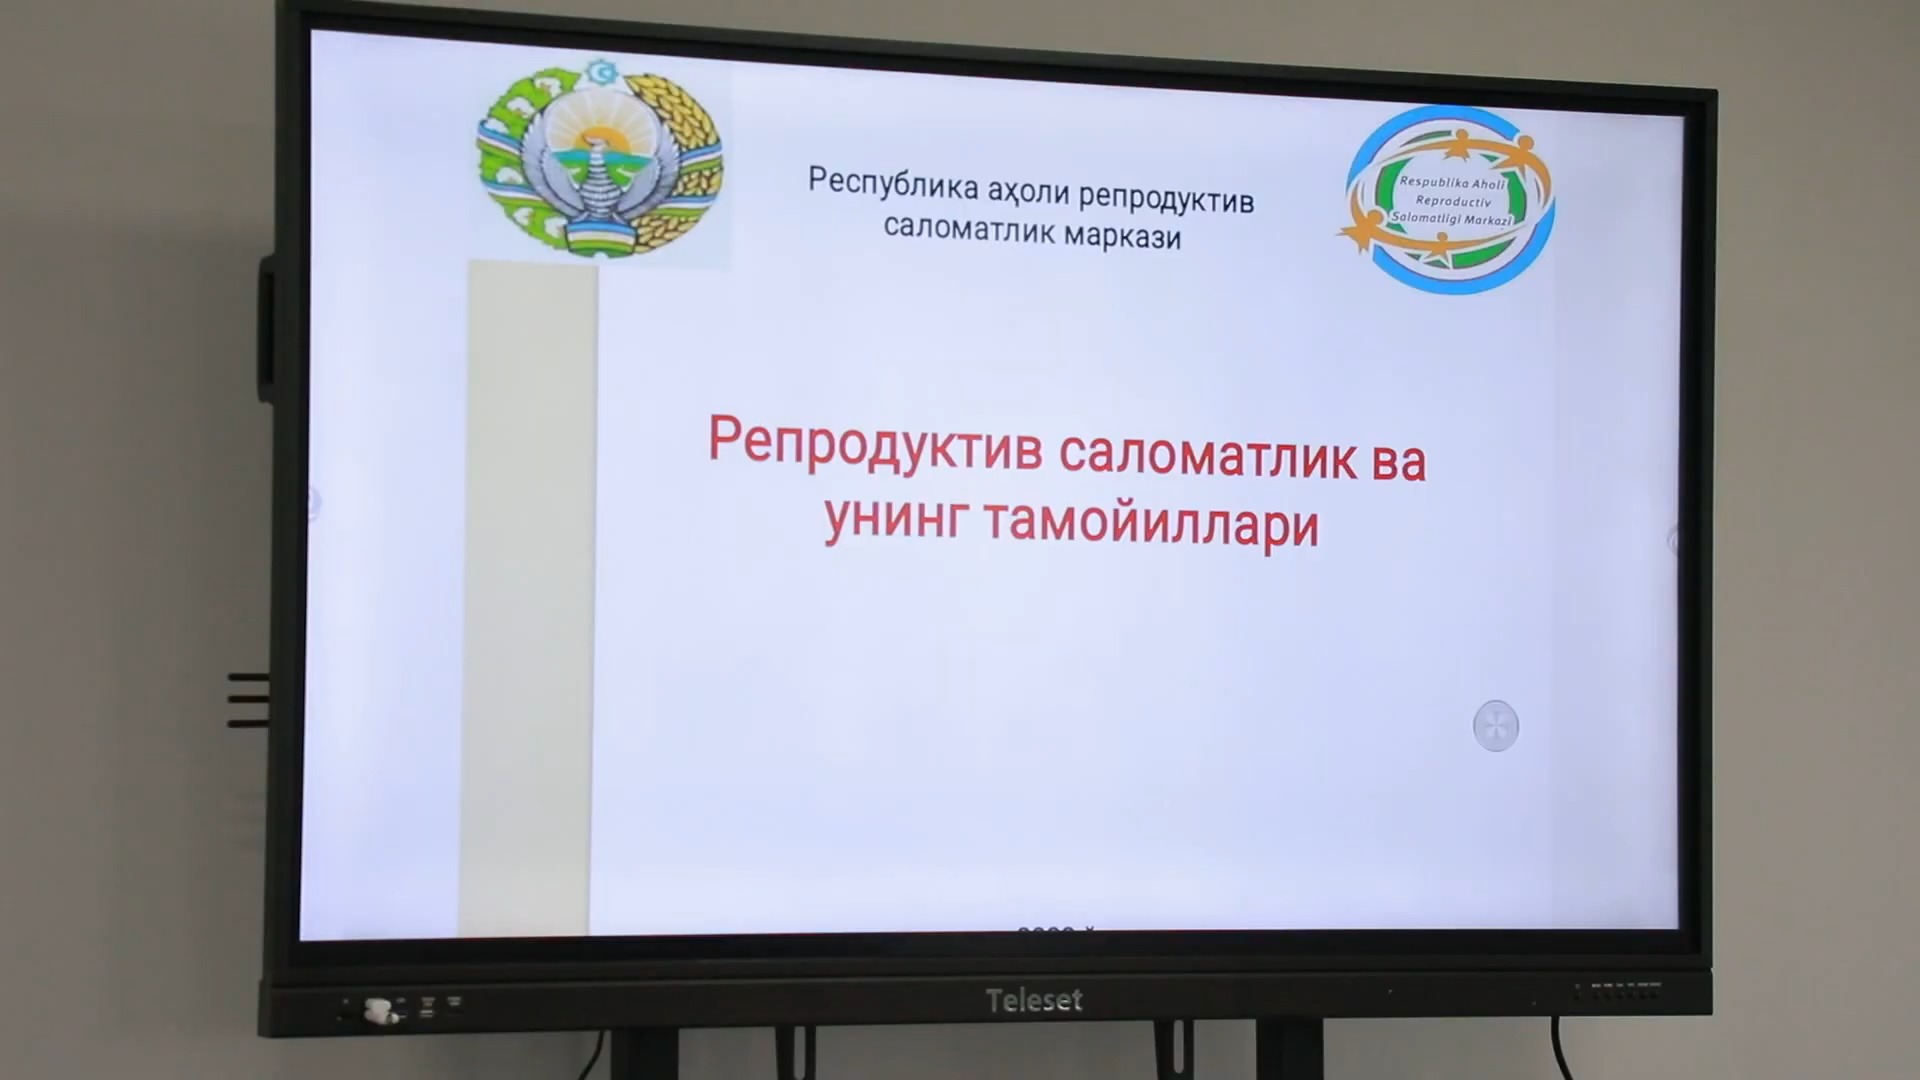 Республика аҳоли репродуктив
саломатлик маркази
Respublika Aholi
Reproductiv
Salomatligi Markazi
Репродуктив саломатлик ва
унинг тамойиллари
Teleset